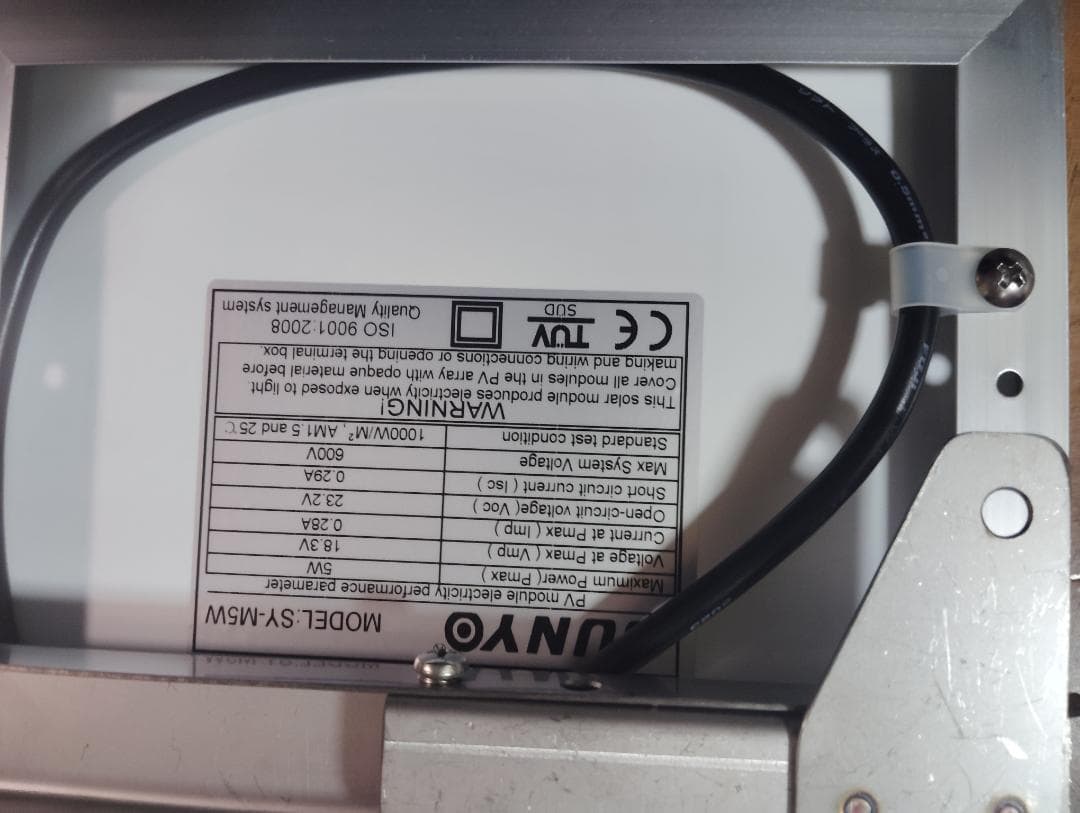 SUNYO MODEL:SY-M5W
PV module electricity performance parameter
Maximum Power( Pmax ) 5W
Voltage at Pmax ( Vmp ) 18.3V
Current at Pmax ( Imp ) 0.28A
Open-circuit voltage( Voc ) 23.2V
Short circuit current ( Isc ) 0.29A
Max System Voltage 600V
Standard test condition 1000W/M², AM1.5 and 25℃
WARNING!
This solar module produces electricity when exposed to light.
Cover all modules in the PV array with opaque material before
making and wiring connections or opening the terminal box.
CE TÜV SÜD ISO 9001:2008
Quality Management system